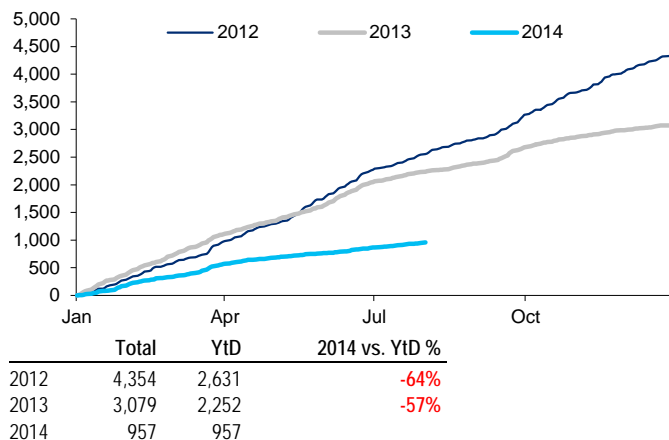 5,000
4,500
4,000
3,500
3,000
2,500
2,000
1,500
1,000
500
0
2012 2013 2014
Jan Apr Jul Oct
Total YtD 2014 vs. YtD %
2012 4,354 2,631 -64%
2013 3,079 2,252 -57%
2014 957 957